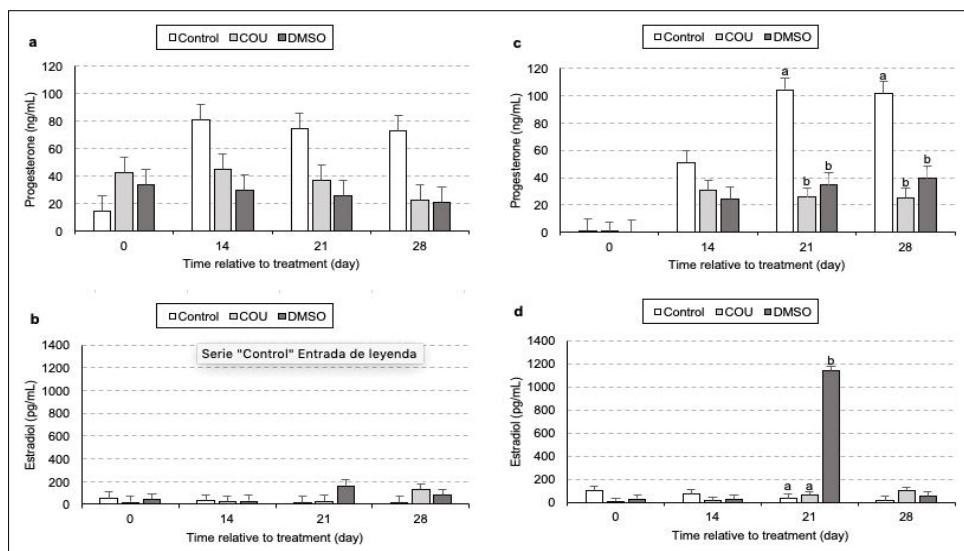 a
Control COU DMSO
Progesterone (ng/mL)
120
100
80
60
40
20
0
0 14 21 28
Time relative to treatment (day)
c
Control COU DMSO
Progesterone (ng/mL)
120
100
80
60
40
20
0
a a
b b b b
0 14 21 28
Time relative to treatment (day)
b
Control COU DMSO
Serie "Control" Entrada de leyenda
Estradiol (pg/mL)
1400
1200
1000
800
600
400
200
0
0 14 21 28
Time relative to treatment (day)
d
Control COU DMSO
Estradiol (pg/mL)
1400
1200
1000
800
600
400
200
0
b
a a
0 14 21 28
Time relative to treatment (day)